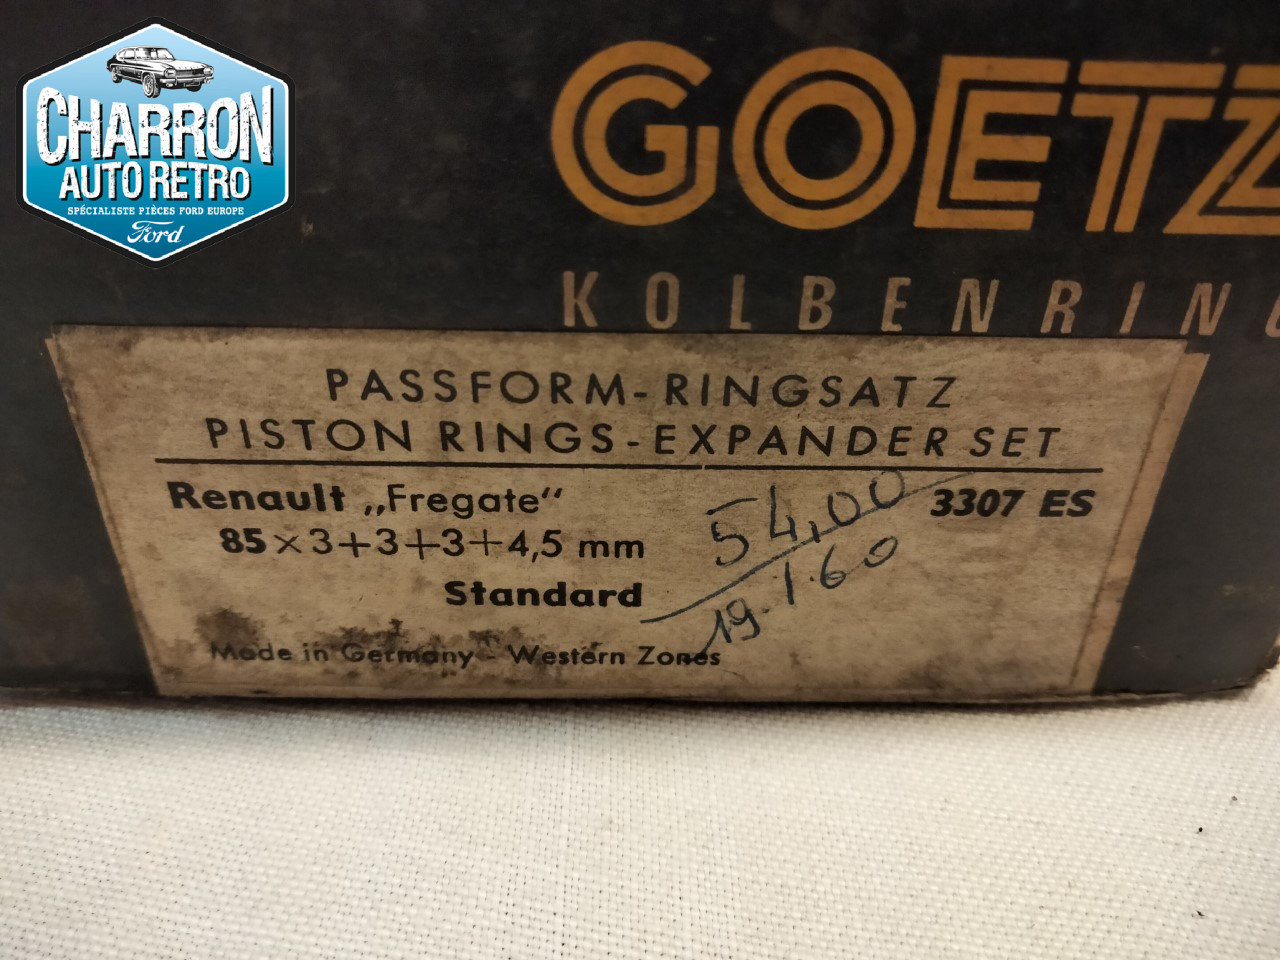 CHARRON
AUTO RETRO
SPÉCIALISTE PIÈCES FORD EUROPE
Ford
GOETZ
KOLBENRING
PASSFORM-RINGSATZ
PISTON RINGS-EXPANDER SET
Renault „Fregate“ 3307 ES
85×3+3+3+4,5 mm
Standard
54,00
19.1.60
Made in Germany - Western Zones